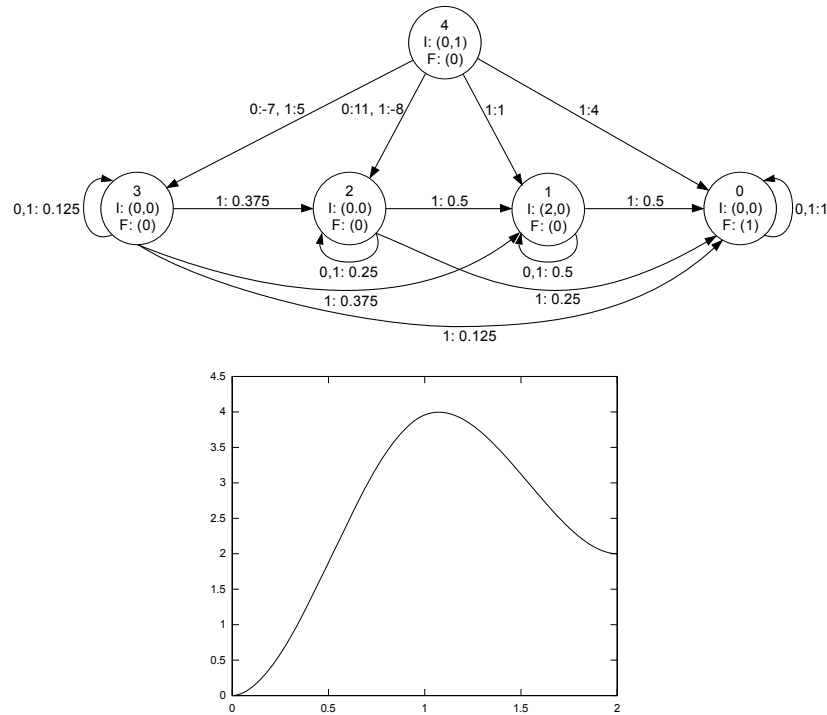 4
I: (0,1)
F: (0)
0:-7, 1:5
0:11, 1:-8
1:1
1:4
3
I: (0,0)
F: (0)
2
I: (0.0)
F: (0)
1
I: (2,0)
F: (0)
0
I: (0,0)
F: (1)
0,1: 0.125
1: 0.375
1: 0.5
1: 0.5
0,1:1
0,1: 0.25
0,1: 0.5
1: 0.375
1: 0.25
1: 0.125
4.5
4
3.5
3
2.5
2
1.5
1
0.5
0
0 0.5 1 1.5 2